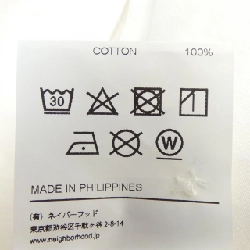 COTTON 100%
30
W
MADE IN PHILIPPINES
(有) ネイバーフッド
東京都渋谷区千駄ヶ谷 2-8-14
www.neighborhood.jp